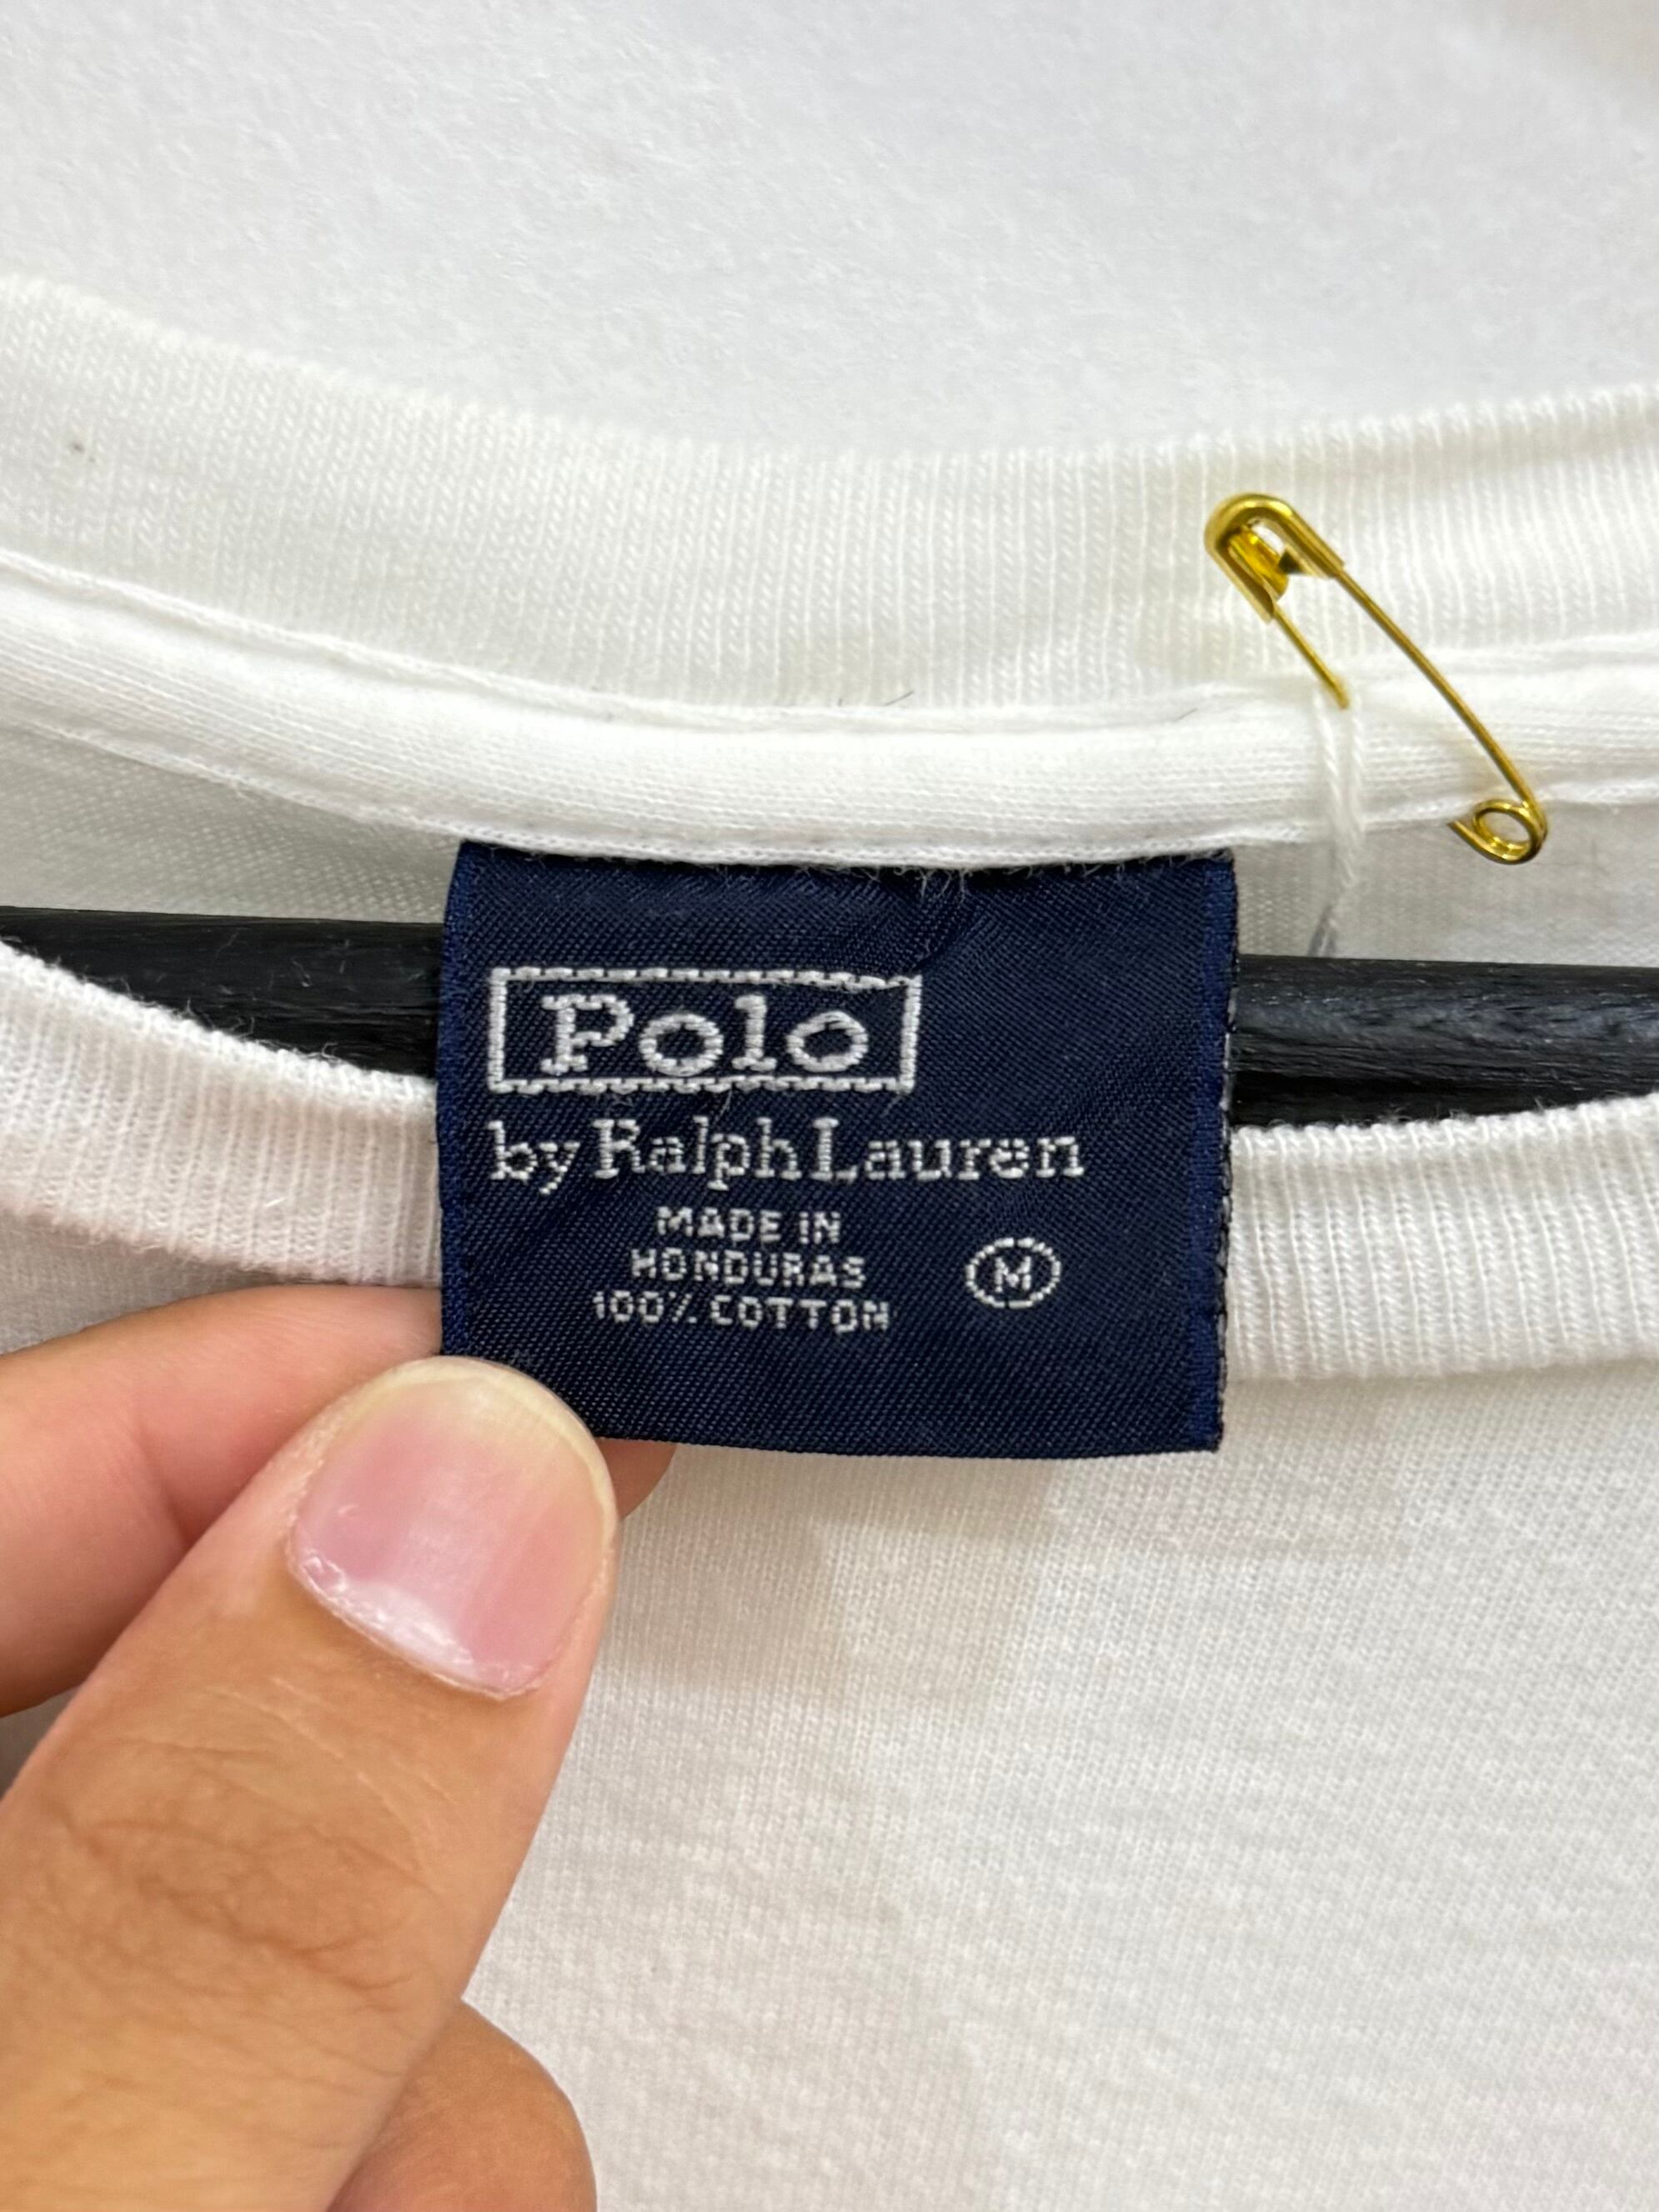 Polo
by Ralph Lauren
MADE IN
HONDURAS
100% COTTON
M